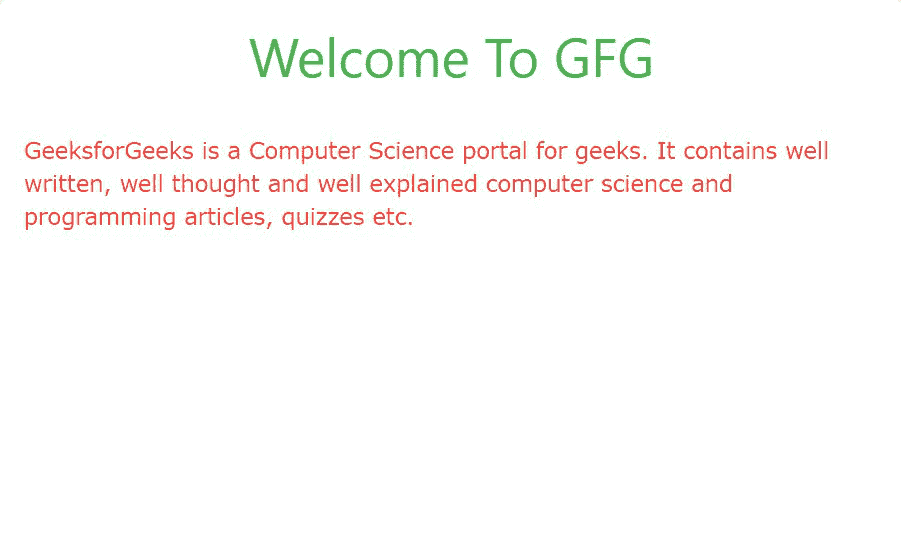 Welcome To GFG
GeeksforGeeks is a Computer Science portal for geeks. It contains well
written, well thought and well explained computer science and
programming articles, quizzes etc.